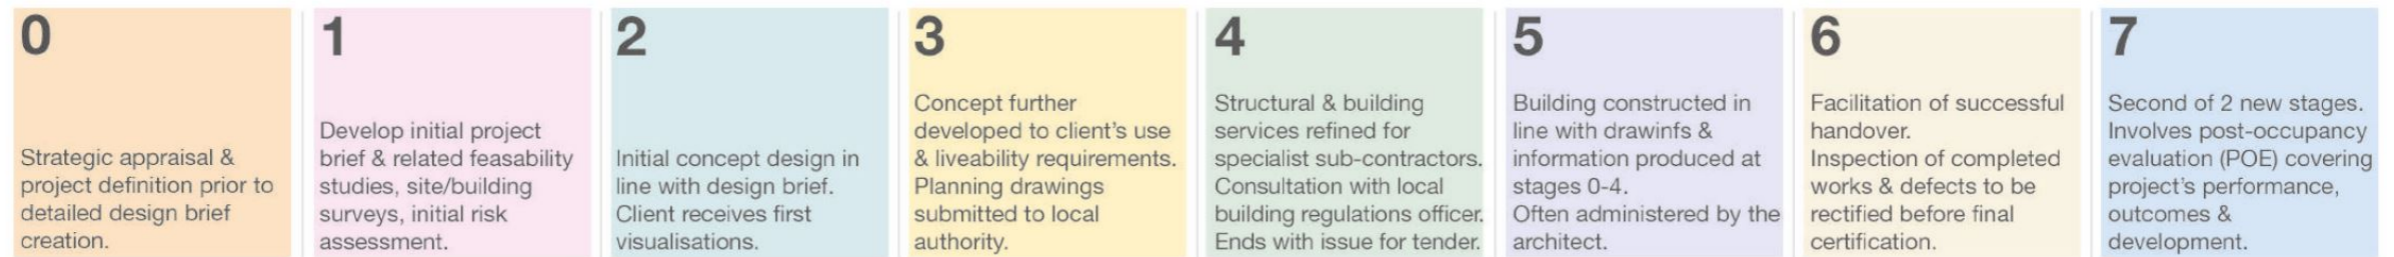 0
Strategic appraisal &
project definition prior to
detailed design brief
creation.
1
Develop initial project
brief & related feasability
studies, site/building
surveys, initial risk
assessment.
2
Initial concept design in
line with design brief.
Client receives first
visualisations.
3
Concept further
developed to client's use
& liveability requirements.
Planning drawings
submitted to local
authority.
4
Structural & building
services refined for
specialist sub-contractors.
Consultation with local
building regulations officer.
Ends with issue for tender.
5
Building constructed in
line with drawinfs &
information produced at
stages 0-4.
Often administered by the
architect.
6
Facilitation of successful
handover.
Inspection of completed
works & defects to be
rectified before final
certification.
7
Second of 2 new stages.
Involves post-occupancy
evaluation (POE) covering
project's performance,
outcomes &
development.